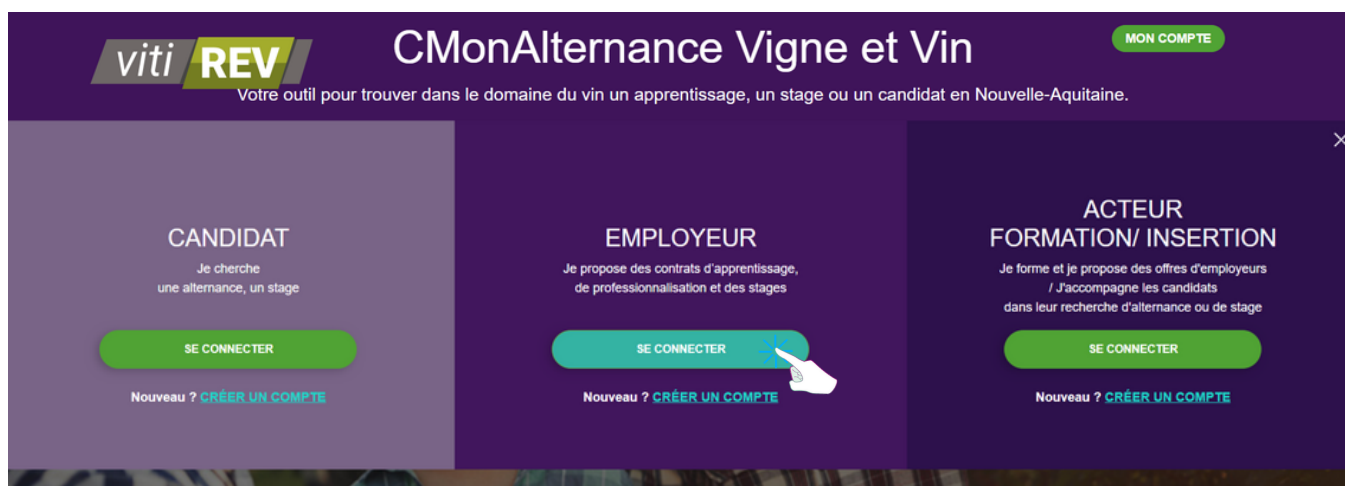 viti REV
CMonAlternance Vigne et Vin
MON COMPTE
Votre outil pour trouver dans le domaine du vin un apprentissage, un stage ou un candidat en Nouvelle-Aquitaine.
CANDIDAT
Je cherche
une alternance, un stage
SE CONNECTER
Nouveau ? CRÉER UN COMPTE
EMPLOYEUR
Je propose des contrats d'apprentissage,
de professionnalisation et des stages
SE CONNECTER
Nouveau ? CRÉER UN COMPTE
ACTEUR
FORMATION/ INSERTION
Je forme et je propose des offres d'employeurs
/ J'accompagne les candidats
dans leur recherche d'alternance ou de stage
SE CONNECTER
Nouveau ? CRÉER UN COMPTE